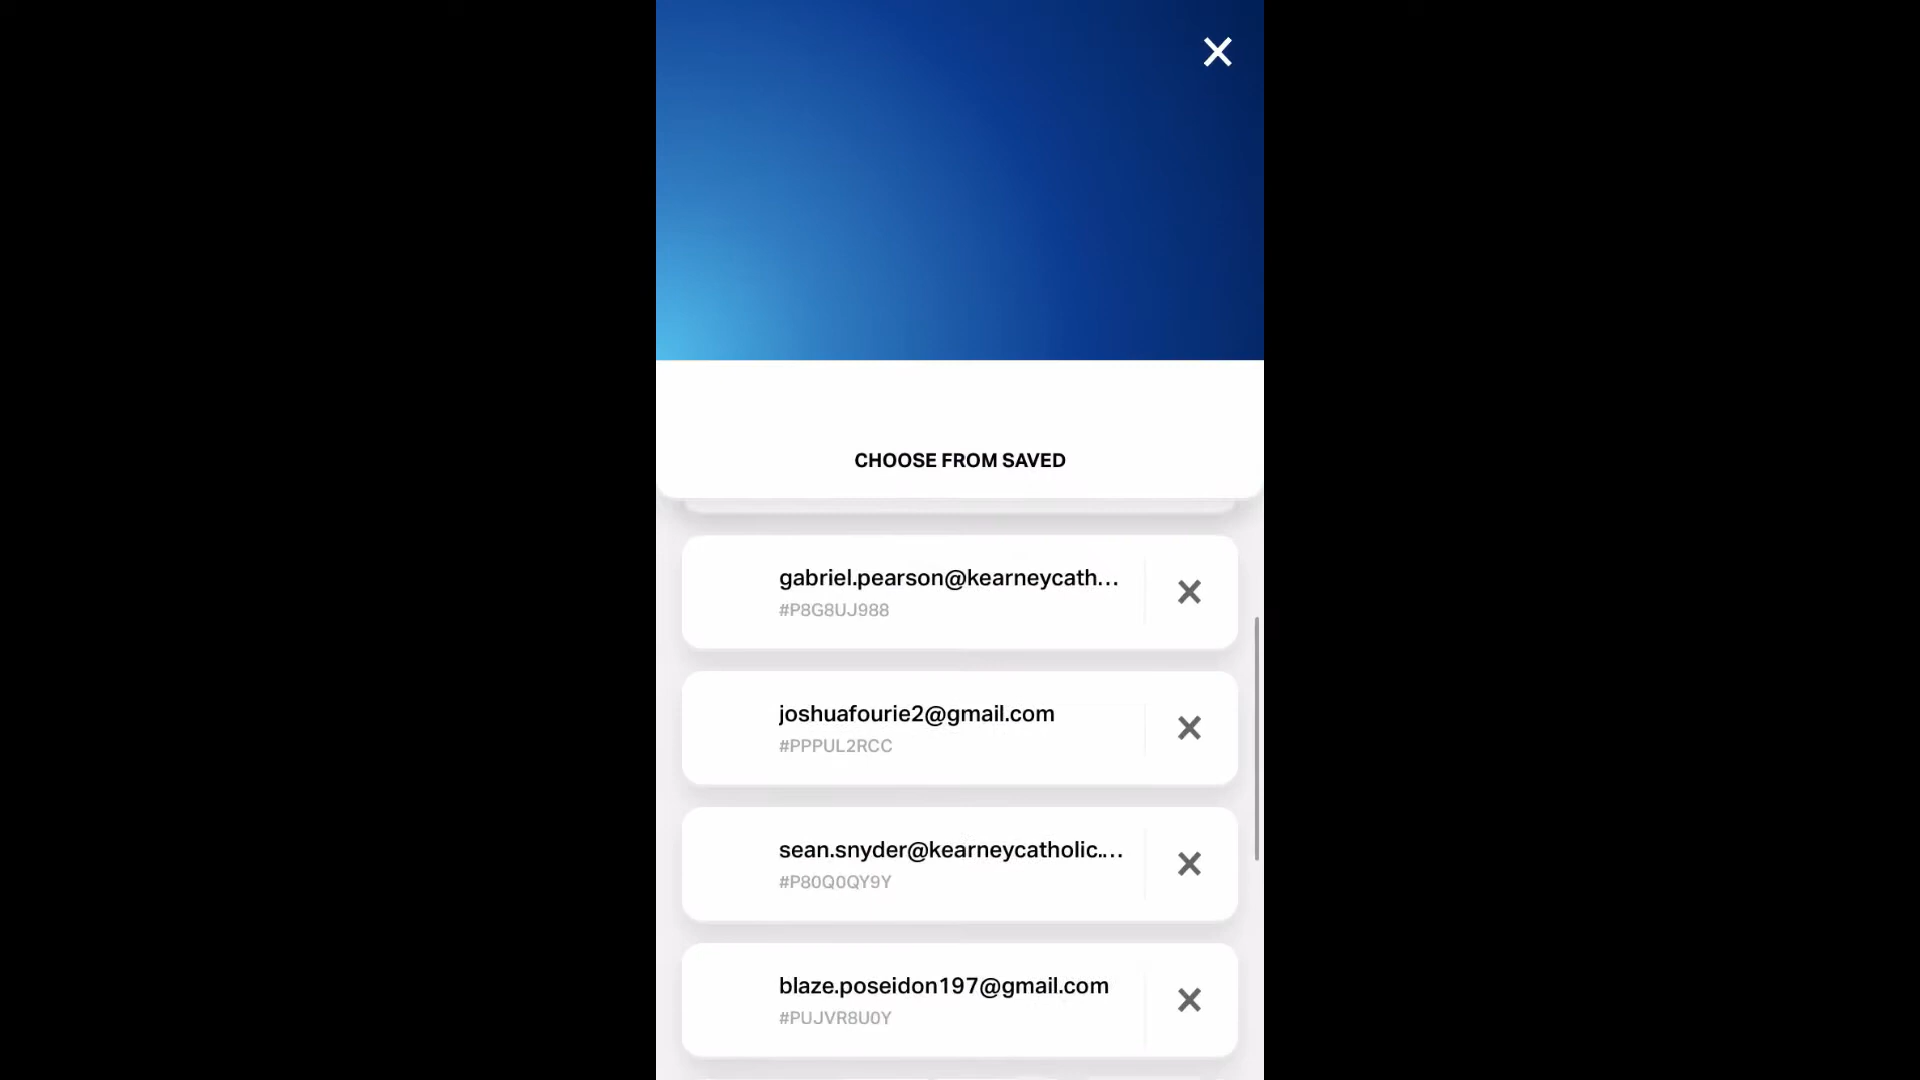 CHOOSE FROM SAVED
gabriel.pearson@kearneycath...
#P8G8UJ988
joshuafourie2@gmail.com
#PPPUL2RCC
sean.snyder@kearneycatholic....
#P80Q0QY9Y
blaze.poseidon197@gmail.com
#PUJVR8U0Y